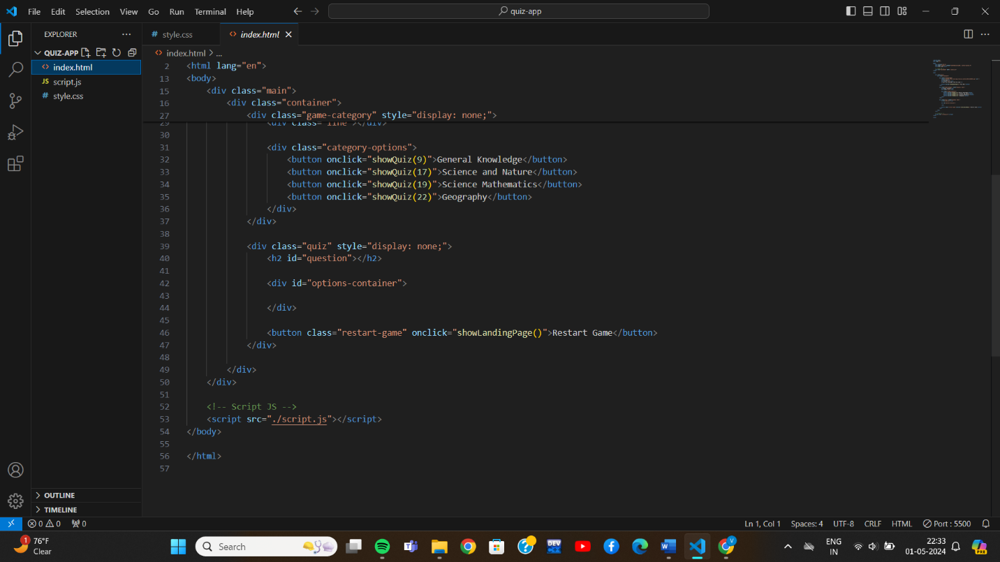 File Edit Selection View Go Run Terminal Help
quiz-app
EXPLORER
QUIZ-APP
index.html
script.js
style.css
OUTLINE
TIMELINE
style.css index.html
index.html > ...
2 <html lang="en">
13 <body>
15 <div class="main">
16 <div class="container">
27 <div class="game-category" style="display: none;">
29 <div class="line"></div>
30
31 <div class="category-options">
32 <button onclick="showQuiz(9)">General Knowledge</button>
33 <button onclick="showQuiz(17)">Science and Nature</button>
34 <button onclick="showQuiz(19)">Science Mathematics</button>
35 <button onclick="showQuiz(22)">Geography</button>
36 </div>
37 </div>
38
39 <div class="quiz" style="display: none;">
40 <h2 id="question"></h2>
41
42 <div id="options-container">
43
44 </div>
45
46 <button class="restart-game" onclick="showLandingPage()">Restart Game</button>
47 </div>
48
49 </div>
50 </div>
51
52 <!-- Script JS -->
53 <script src="./script.js"></script>
54 </body>
55
56 </html>
57
0 0 0 Ln 1, Col 1 Spaces: 4 UTF-8 CRLF HTML Port : 5500
1 76°F
Clear
Search
DEV
C++
W
V
ENG
IN
22:33
01-05-2024
PRE